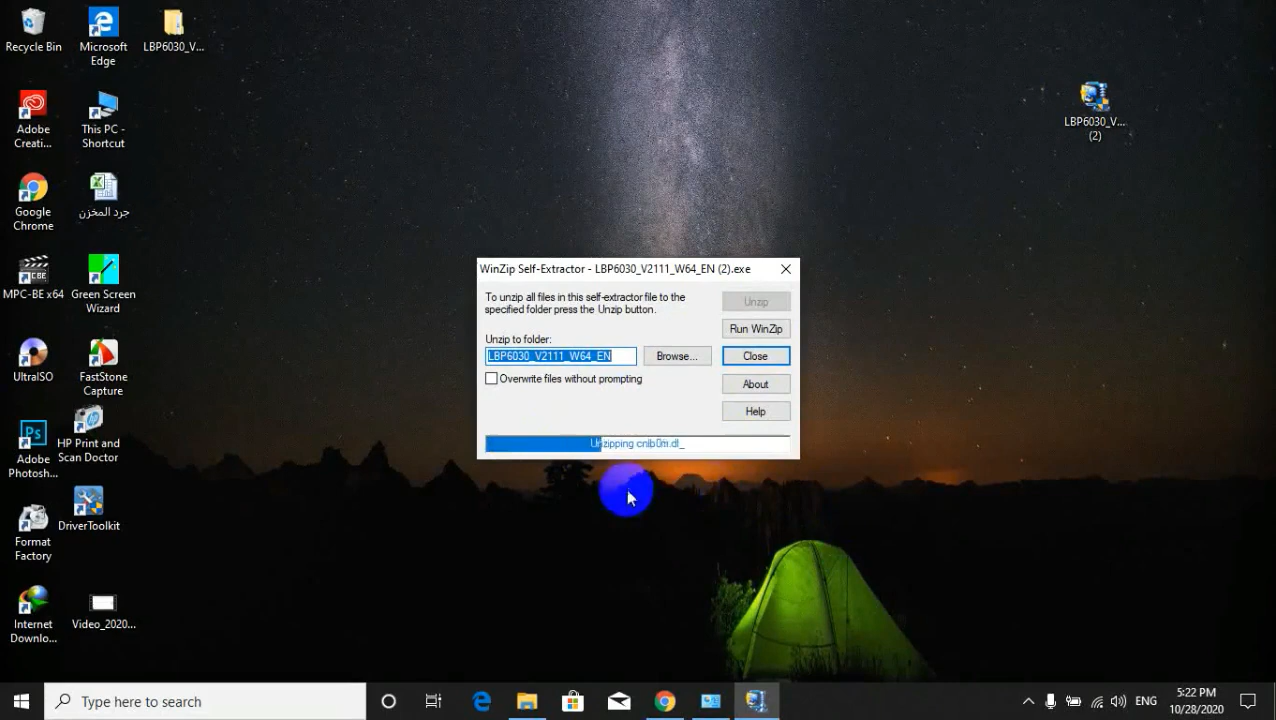 Recycle Bin
Microsoft
Edge
LBP6030_V...
Adobe
Creati...
This PC -
Shortcut
Google
Chrome
جرد المخزن
MPC-BE x64
Green Screen
Wizard
UltraISO
FastStone
Capture
Adobe
Photosh...
HP Print and
Scan Doctor
DriverToolkit
Format
Factory
Internet
Downlo...
Video_2020...
LBP6030_V...
(2)
WinZip Self-Extractor - LBP6030_V2111_W64_EN (2).exe
To unzip all files in this self-extractor file to the
specified folder press the Unzip button.
Unzip to folder:
LBP6030_V2111_W64_EN
Browse...
Overwrite files without prompting
Unzip
Run WinZip
Close
About
Help
Unzipping cnlb0m.dl_
Type here to search
ENG
5:22 PM
10/28/2020